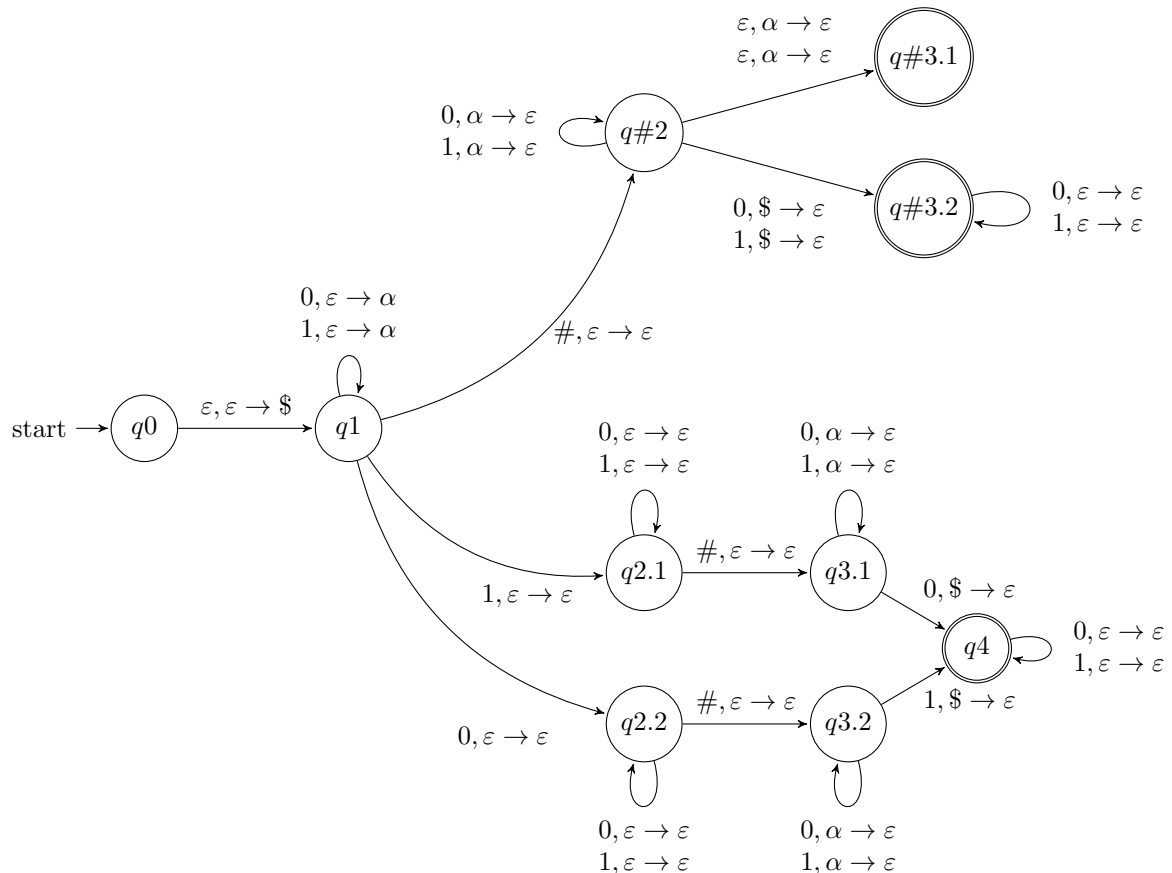 ε, α → ε
ε, α → ε
q#3.1
0, α → ε
1, α → ε
q#2
0, $ → ε
1, $ → ε
q#3.2
0, ε → ε
1, ε → ε
0, ε → α
1, ε → α
#, ε → ε
start
q0
ε, ε → $
q1
0, ε → ε
1, ε → ε
0, α → ε
1, α → ε
1, ε → ε
q2.1
#, ε → ε
q3.1
0, $ → ε
q4
0, ε → ε
1, ε → ε
0, ε → ε
q2.2
#, ε → ε
q3.2
1, $ → ε
0, ε → ε
1, ε → ε
0, α → ε
1, α → ε